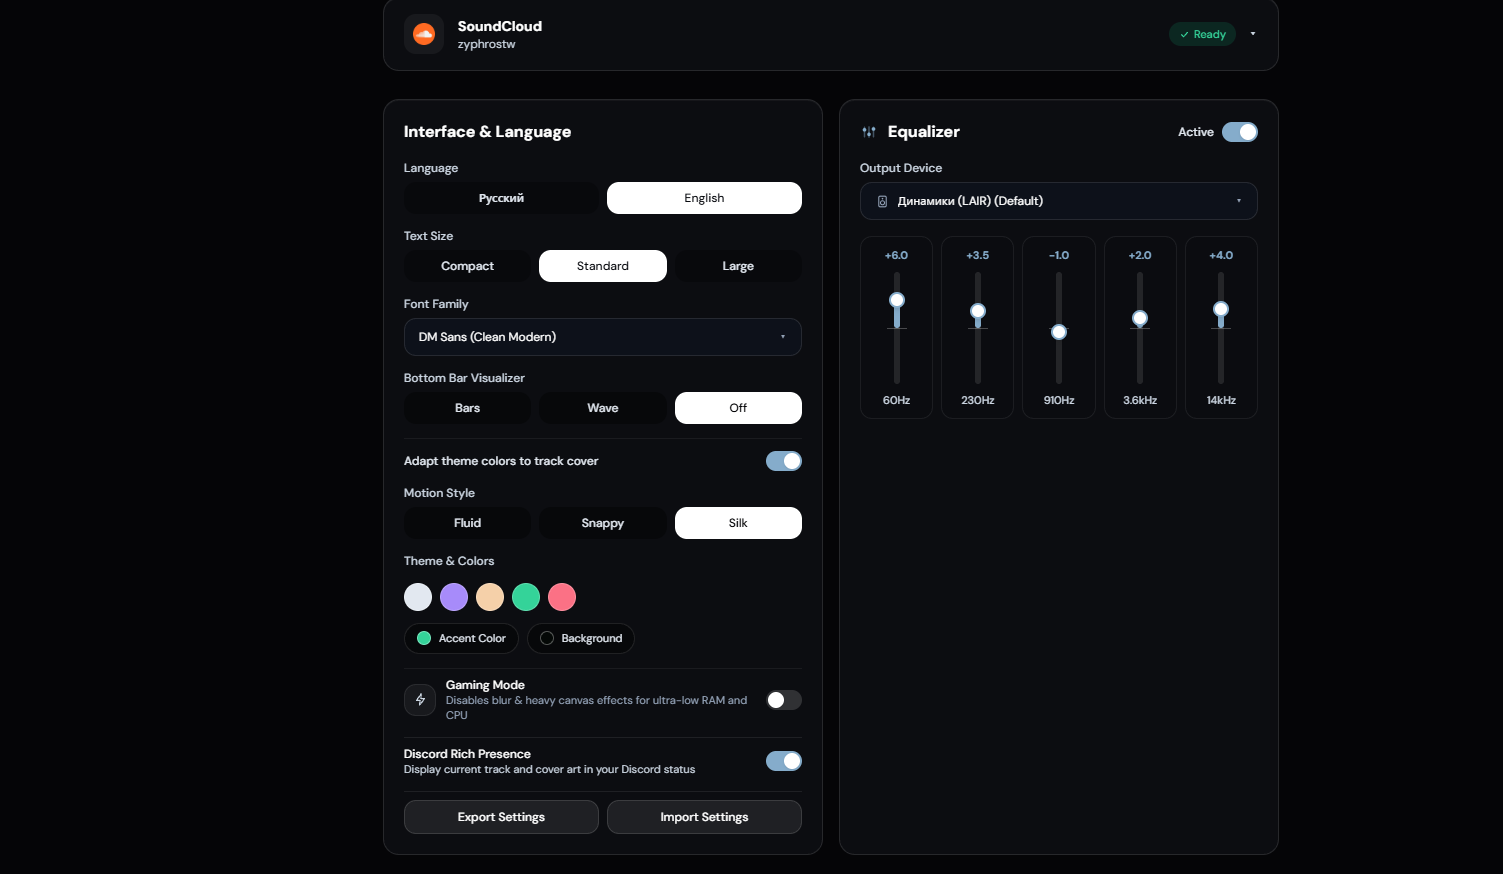 SoundCloud
zyphrostw
Ready
Interface & Language
Language
Русский
English
Text Size
Compact
Standard
Large
Font Family
DM Sans (Clean Modern)
Bottom Bar Visualizer
Bars
Wave
Off
Adapt theme colors to track cover
Motion Style
Fluid
Snappy
Silk
Theme & Colors
Accent Color
Background
Gaming Mode
Disables blur & heavy canvas effects for ultra-low RAM and
CPU
Discord Rich Presence
Display current track and cover art in your Discord status
Export Settings
Import Settings
Equalizer
Active
Output Device
Динамики (LAIR) (Default)
+6.0
+3.5
-1.0
+2.0
+4.0
60Hz
230Hz
910Hz
3.6kHz
14kHz